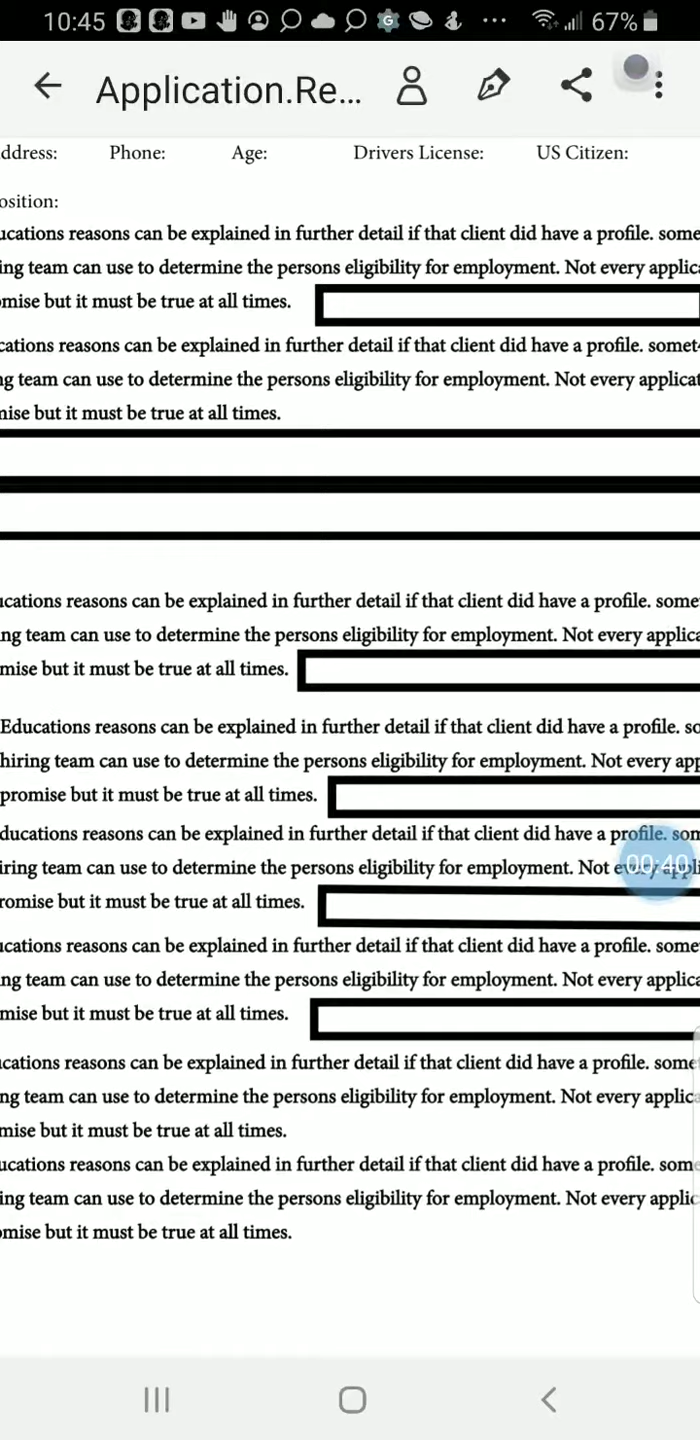 10:45 67%
Application.Re...
ddress: Phone: Age: Drivers License: US Citizen:
osition:
ucations reasons can be explained in further detail if that client did have a profile. some
ing team can use to determine the persons eligibility for employment. Not every applic
omise but it must be true at all times.
cations reasons can be explained in further detail if that client did have a profile. somet
ng team can use to determine the persons eligibility for employment. Not every applicat
mise but it must be true at all times.
ucations reasons can be explained in further detail if that client did have a profile. some
ng team can use to determine the persons eligibility for employment. Not every applica
mise but it must be true at all times.
Educations reasons can be explained in further detail if that client did have a profile. so
hiring team can use to determine the persons eligibility for employment. Not every app
promise but it must be true at all times.
ducations reasons can be explained in further detail if that client did have a profile. som
iring team can use to determine the persons eligibility for employment. Not every appli
00:40
romise but it must be true at all times.
ucations reasons can be explained in further detail if that client did have a profile. some
ng team can use to determine the persons eligibility for employment. Not every applica
mise but it must be true at all times.
cations reasons can be explained in further detail if that client did have a profile. some
ng team can use to determine the persons eligibility for employment. Not every applica
mise but it must be true at all times.
ucations reasons can be explained in further detail if that client did have a profile. some
ing team can use to determine the persons eligibility for employment. Not every applic
omise but it must be true at all times.